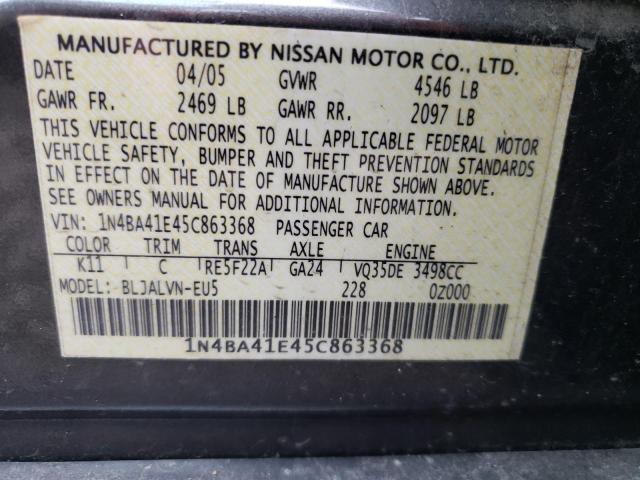 MANUFACTURED BY NISSAN MOTOR CO., LTD.
DATE 04/05 GVWR 4546 LB
GAWR FR. 2469 LB GAWR RR. 2097 LB
THIS VEHICLE CONFORMS TO ALL APPLICABLE FEDERAL MOTOR
VEHICLE SAFETY, BUMPER AND THEFT PREVENTION STANDARDS
IN EFFECT ON THE DATE OF MANUFACTURE SHOWN ABOVE.
SEE OWNERS MANUAL FOR ADDITIONAL INFORMATION.
VIN: 1N4BA41E45C863368 PASSENGER CAR
COLOR TRIM TRANS AXLE ENGINE
K11 C RE5F22A GA24 VQ35DE 3498CC
MODEL: BLJALVN-EU5 228 0Z000
1N4BA41E45C863368